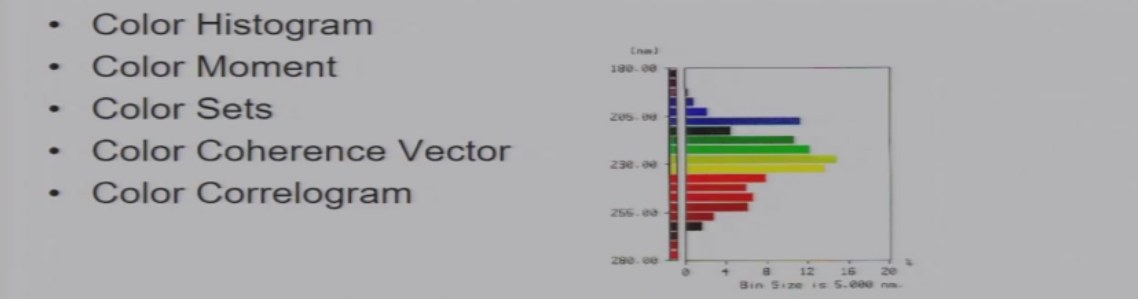 • Color Histogram
• Color Moment
• Color Sets
• Color Coherence Vector
• Color Correlogram
[nm]
180.00
205.00
230.00
255.00
280.00
0 4 8 12 16 20 %
Bin Size is 5.000 nm.